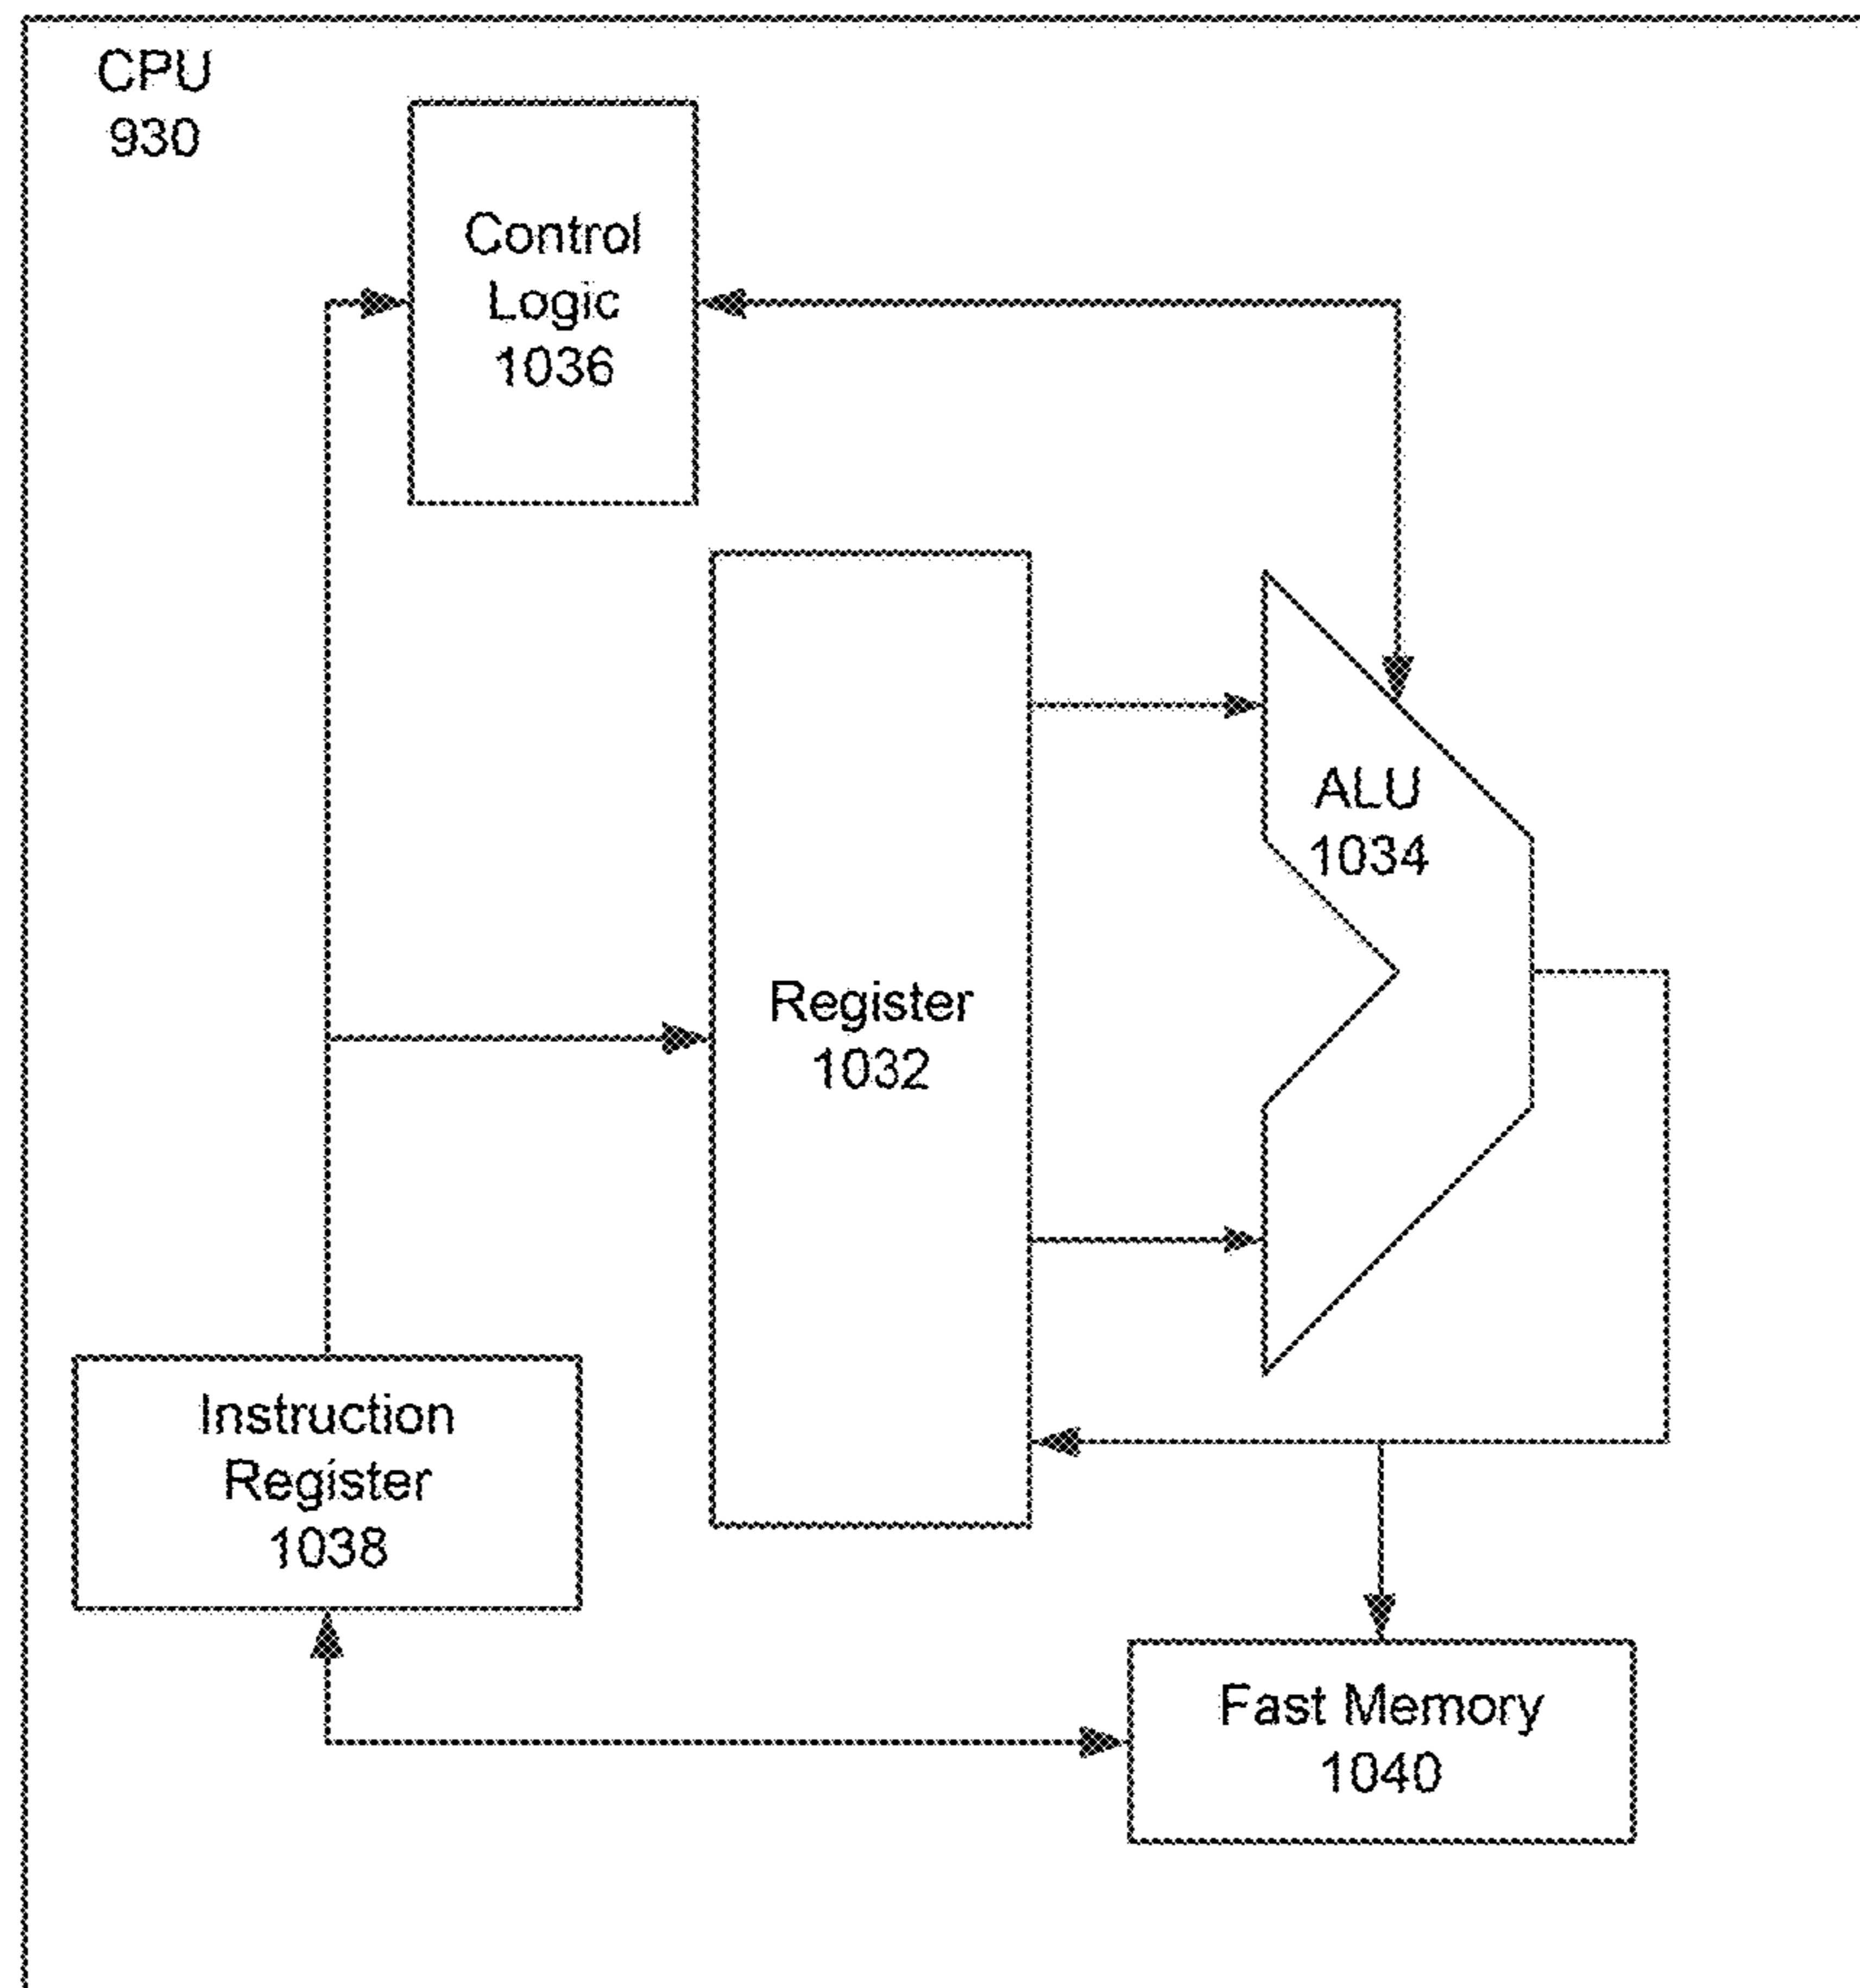 CPU
930
Control
Logic
1036
ALU
1034
Register
1032
Instruction
Register
1038
Fast Memory
1040